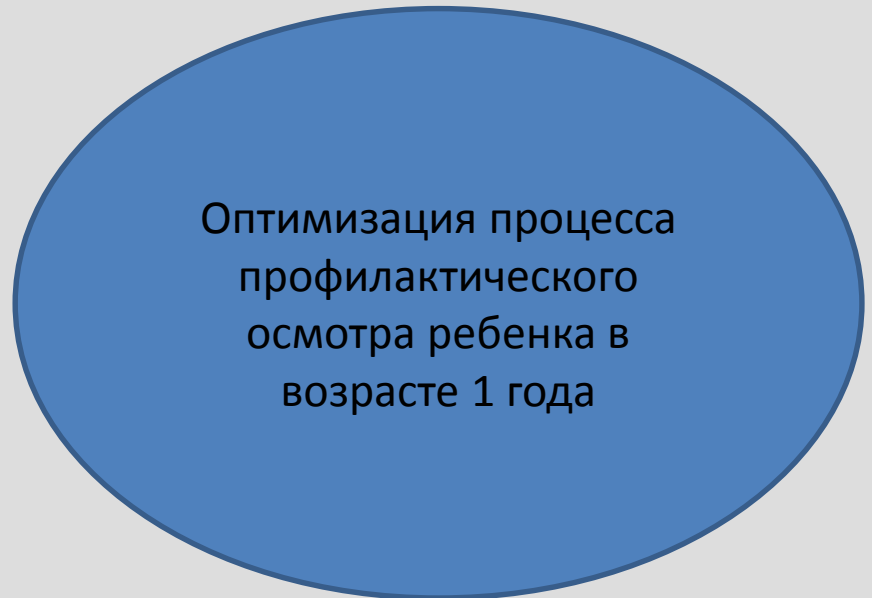 Оптимизация процесса
профилактического
осмотра ребенка в
возрасте 1 года